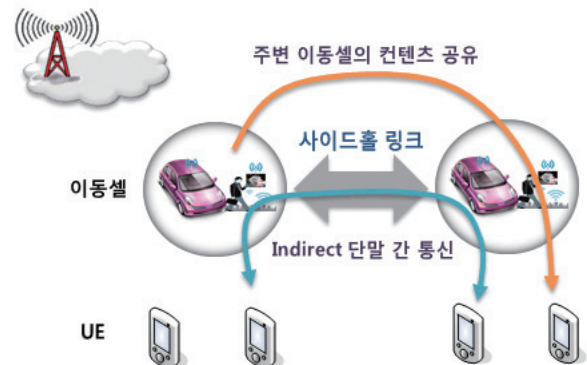 주변 이동셀의 컨텐츠 공유
사이드홀 링크
이동셀
Indirect 단말 간 통신
UE